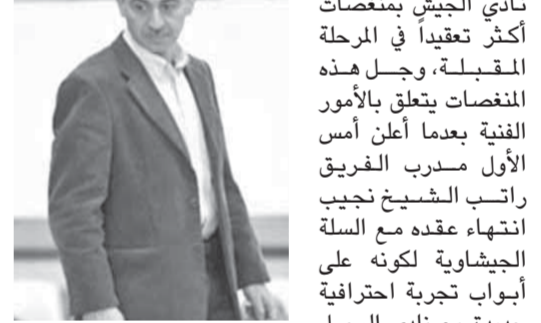 نادي الجيش بمنغصات
أكثر تعقيداً في المرحلة
المقبلة، وجل هذه
المنغصات يتعلق بالأمور
الفنية بعدما أعلن أمس
الأول مدرب الفريق
راتب الشيخ نجيب
انتهاء عقده مع السلة
الجيشاوية لكونه على
أبواب تجربة احترافية